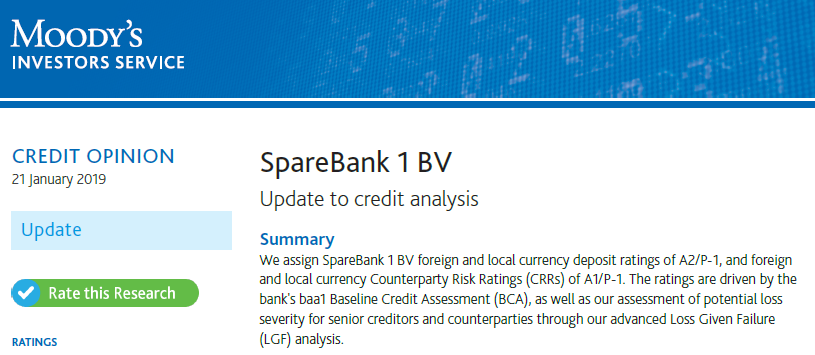 MOODY'S
INVESTORS SERVICE
CREDIT OPINION
21 January 2019
Update
Rate this Research
RATINGS
SpareBank 1 BV
Update to credit analysis
Summary
We assign SpareBank 1 BV foreign and local currency deposit ratings of A2/P-1, and foreign
and local currency Counterparty Risk Ratings (CRRs) of A1/P-1. The ratings are driven by the
bank's baa1 Baseline Credit Assessment (BCA), as well as our assessment of potential loss
severity for senior creditors and counterparties through our advanced Loss Given Failure
(LGF) analysis.